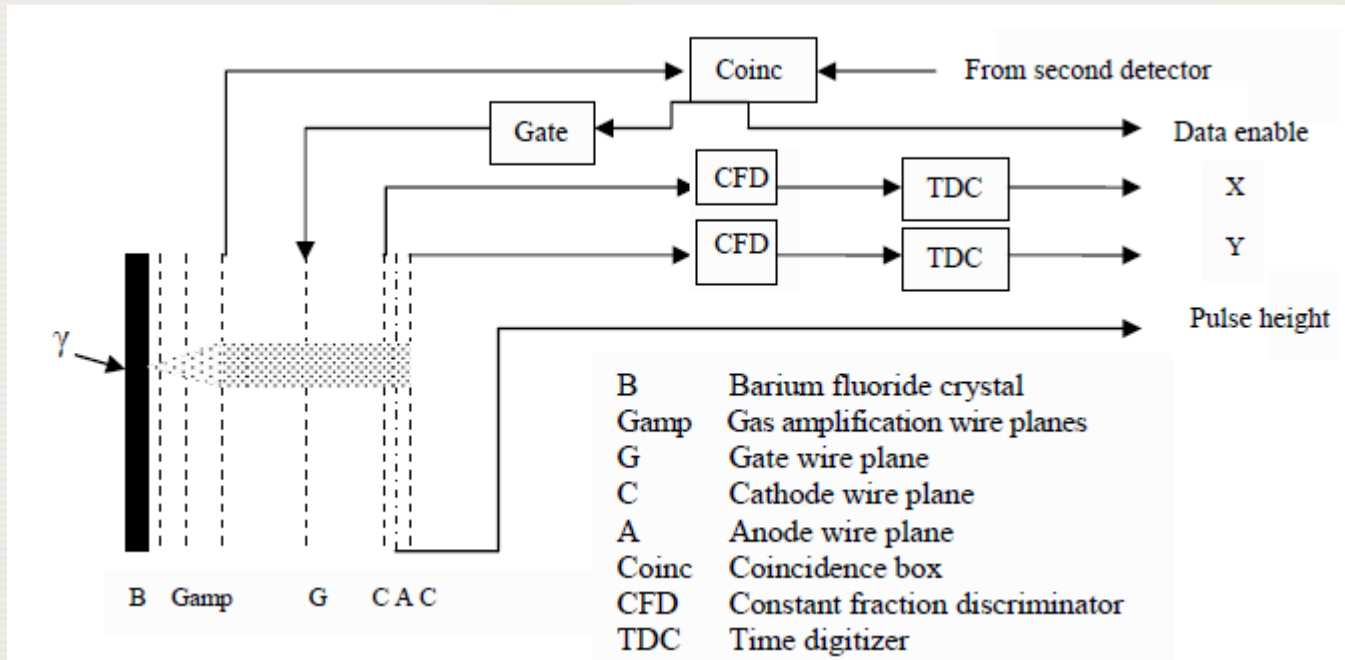 Coinc
From second detector
Gate
Data enable
CFD
TDC
X
CFD
TDC
Y
γ
Pulse height
B Barium fluoride crystal
Gamp Gas amplification wire planes
G Gate wire plane
C Cathode wire plane
A Anode wire plane
Coinc Coincidence box
CFD Constant fraction discriminator
TDC Time digitizer
B Gamp G C A C